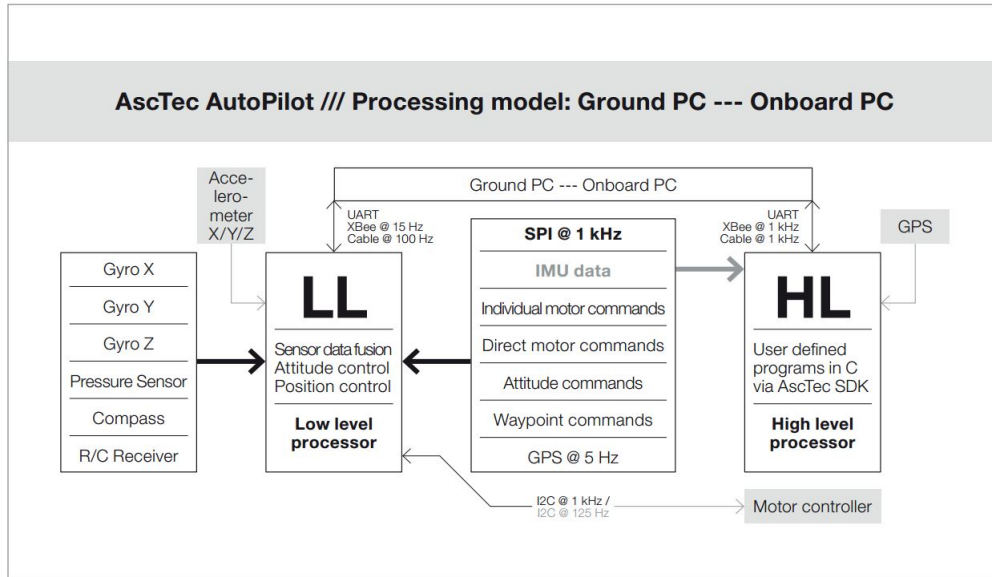 AscTec AutoPilot /// Processing model: Ground PC --- Onboard PC
Acce-
lero-
meter
X/Y/Z
Ground PC --- Onboard PC
UART
XBee @ 15 Hz
Cable @ 100 Hz
UART
XBee @ 1 kHz
Cable @ 1 kHz
GPS
Gyro X
Gyro Y
Gyro Z
Pressure Sensor
Compass
R/C Receiver
LL
Sensor data fusion
Attitude control
Position control
Low level
processor
SPI @ 1 kHz
IMU data
Individual motor commands
Direct motor commands
Attitude commands
Waypoint commands
GPS @ 5 Hz
HL
User defined
programs in C
via AscTec SDK
High level
processor
I2C @ 1 kHz /
I2C @ 125 Hz
Motor controller